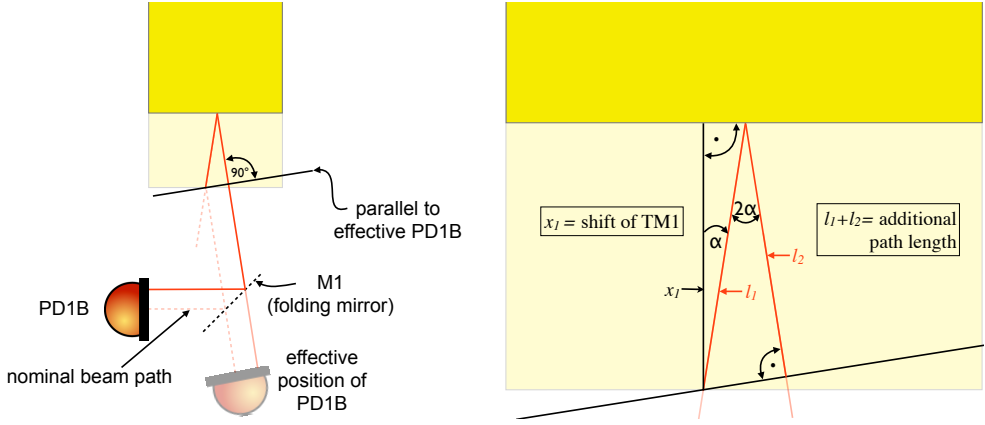 90°
parallel to
effective PD1B
M1
(folding mirror)
PD1B
nominal beam path
effective
position of
PD1B
x₁ = shift of TM1
2α
l₁+l₂= additional
path length
α
l₂
x₁
l₁